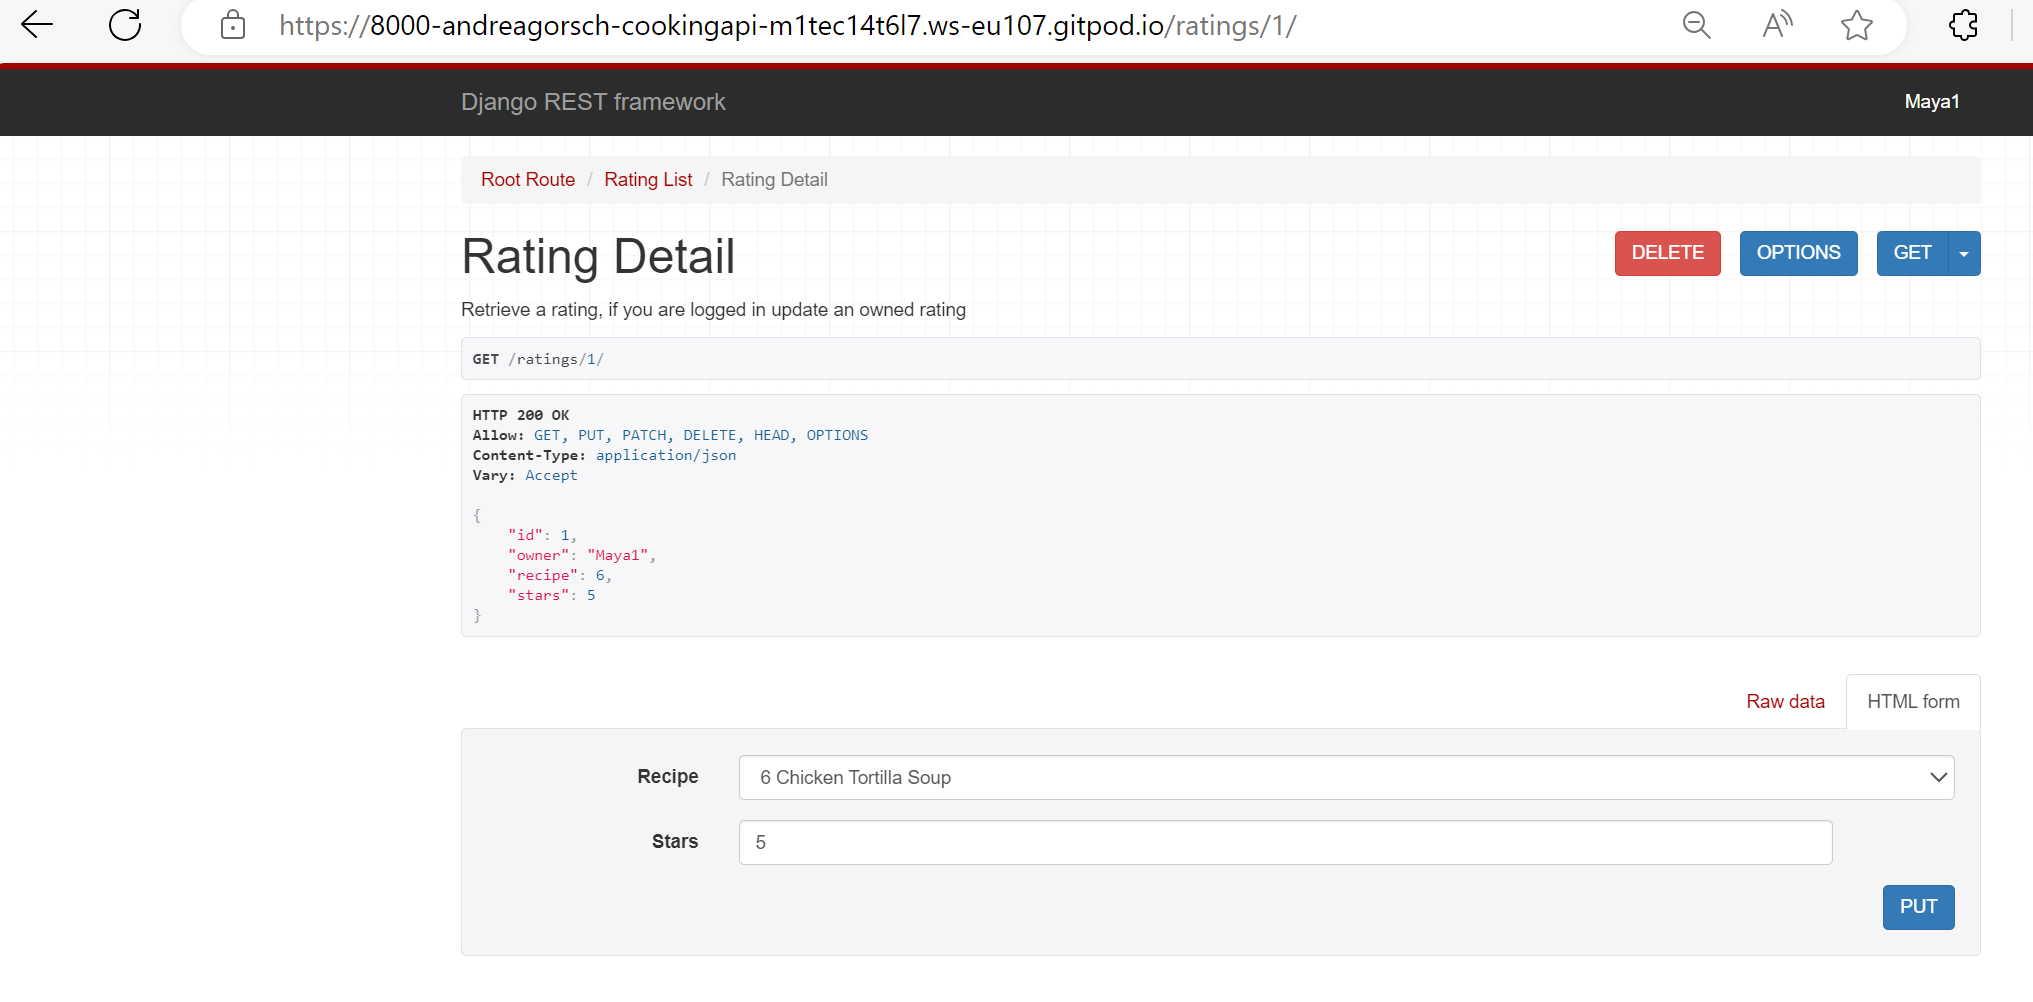 https://8000-andreagorsch-cookingapi-m1tec14t6l7.ws-eu107.gitpod.io/ratings/1/
Django REST framework
Maya1
Root Route / Rating List / Rating Detail
Rating Detail
DELETE
OPTIONS
GET
Retrieve a rating, if you are logged in update an owned rating
GET /ratings/1/
HTTP 200 OK
Allow: GET, PUT, PATCH, DELETE, HEAD, OPTIONS
Content-Type: application/json
Vary: Accept
{
"id": 1,
"owner": "Maya1",
"recipe": 6,
"stars": 5
}
Raw data
HTML form
Recipe
6 Chicken Tortilla Soup
Stars
5
PUT